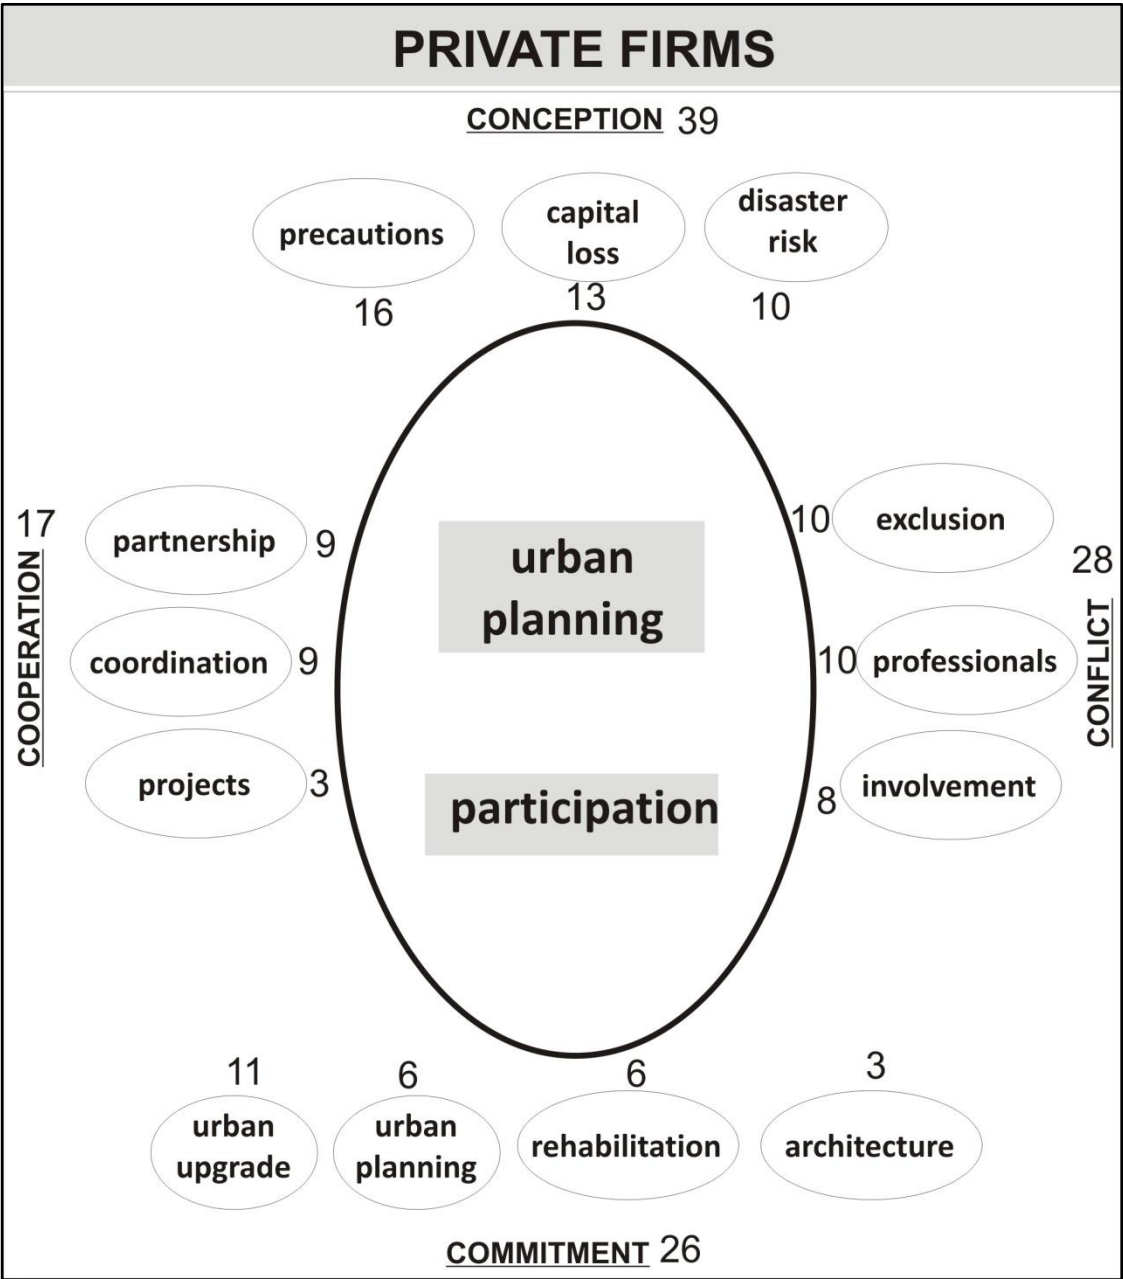 PRIVATE FIRMS
CONCEPTION 39
precautions
16
capital
loss
13
disaster
risk
10
17
COOPERATION
partnership 9
coordination 9
projects 3
urban
planning
participation
10 exclusion
10 professionals
8 involvement
28
CONFLICT
11
urban
upgrade
6
urban
planning
6
rehabilitation
3
architecture
COMMITMENT 26